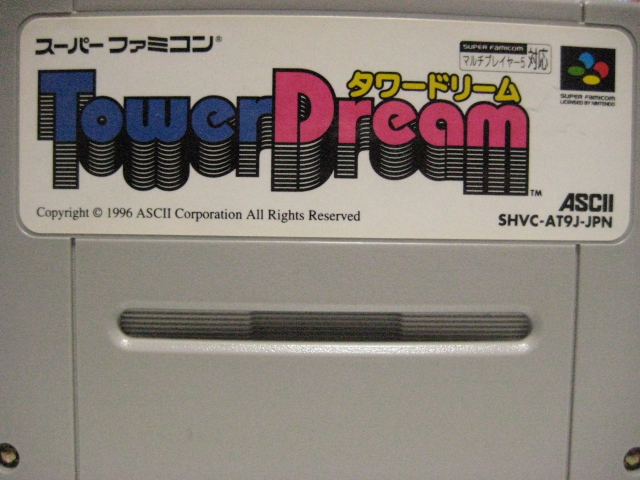 スーパーファミコン®
SUPER FAMICOM
マルチプレイヤー5 対応
タワードリーム
TowerDream™
SUPER FAMICOM
LICENSED BY NINTENDO
Copyright © 1996 ASCII Corporation All Rights Reserved
ASCII
SHVC-AT9J-JPN